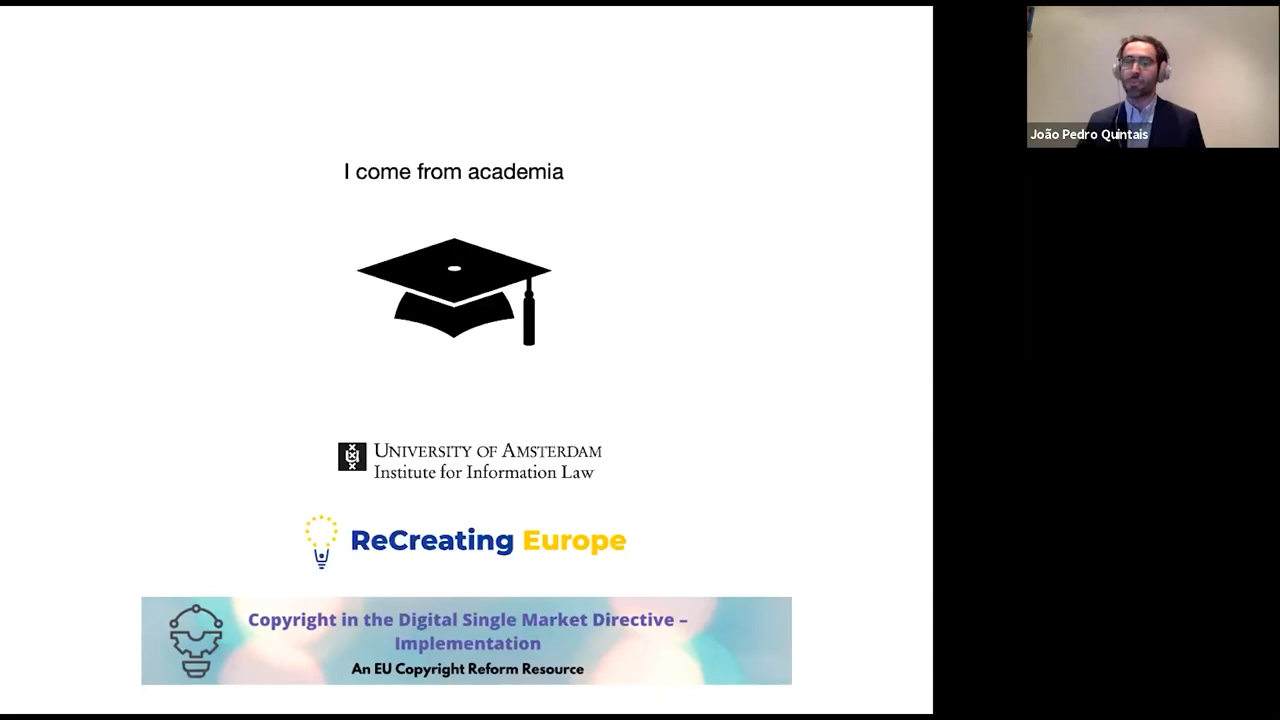 I come from academia
UNIVERSITY OF AMSTERDAM
Institute for Information Law
ReCreating Europe
Copyright in the Digital Single Market Directive –
Implementation
An EU Copyright Reform Resource
João Pedro Quintais